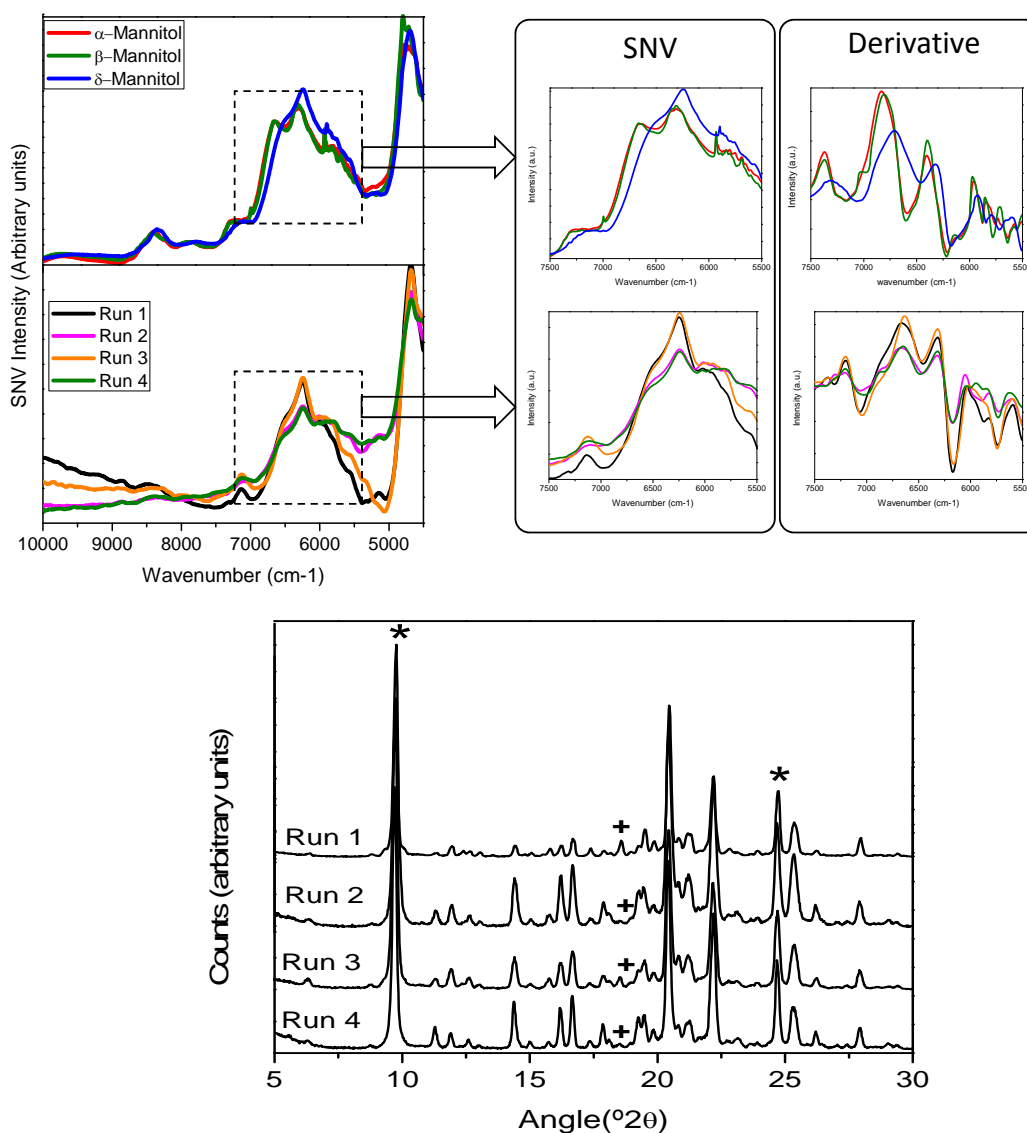 α−Mannitol
β−Mannitol
δ−Mannitol
Run 1
Run 2
Run 3
Run 4
SNV Intensity (Arbitrary units)
10000 9000 8000 7000 6000 5000
Wavenumber (cm-1)
SNV
Intensity (a.u.)
7500 7000 6500 6000 5500
Wavenumber (cm-1)
Intensity (a.u.)
7500 7000 6500 6000 5500
Wavenumber (cm-1)
Derivative
Intensity (a.u.)
7500 7000 6500 6000 550
wavenumber (cm-1)
Intensity (a.u.)
7500 7000 6500 6000 550
Wavenumber (cm-1)
* *
Run 1 +
Run 2 +
Run 3 +
Run 4 +
Counts (arbitrary units)
5 10 15 20 25 30
Angle(º2θ)